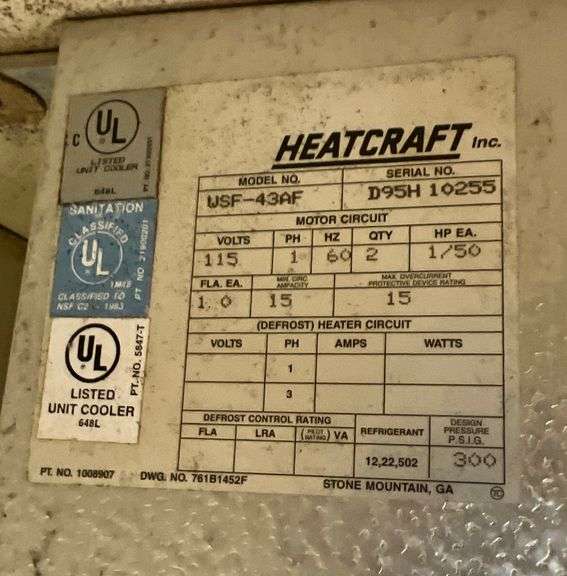 C UL
LISTED
UNIT COOLER
648L
SANITATION
CLASSIFIED
UL
CLASSIFIED TO
PT. NO. 5847-T
UL
LISTED
UNIT COOLER
648L
HEATCRAFT Inc.
MODEL NO. SERIAL NO.
WSF-43AF D95H 10255
MOTOR CIRCUIT
VOLTS PH HZ QTY HP EA.
115 1 60 2 1/50
FLA. EA. MIN. CIRC. AMPACITY MAX. OVERCURRENT PROTECTIVE DEVICE RATING
1.0 15 15
(DEFROST) HEATER CIRCUIT
VOLTS PH AMPS WATTS
1
3
DEFROST CONTROL RATING
FLA LRA (PILOT RATING) VA REFRIGERANT DESIGN PRESSURE P.S.I.G.
12,22,502 300
PT. NO. 1008907 DWG. NO. 761B1452F STONE MOUNTAIN, GA